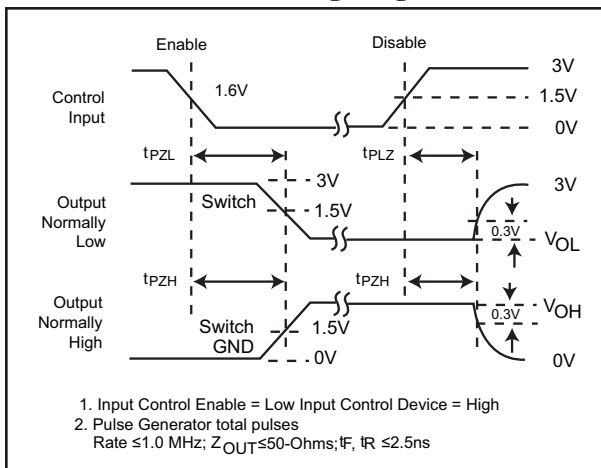 Enable
Disable
Control
Input
1.6V
3V
1.5V
0V
tPZL
tPLZ
Output
Normally
Low
Switch
3V
1.5V
3V
0.3V
VOL
tPZH
tPZH
Output
Normally
High
Switch
GND
1.5V
0V
VOH
0.3V
0V
1. Input Control Enable = Low Input Control Device = High
2. Pulse Generator total pulses
Rate ≤1.0 MHz; ZOUT≤50-Ohms;tF, tR ≤2.5ns